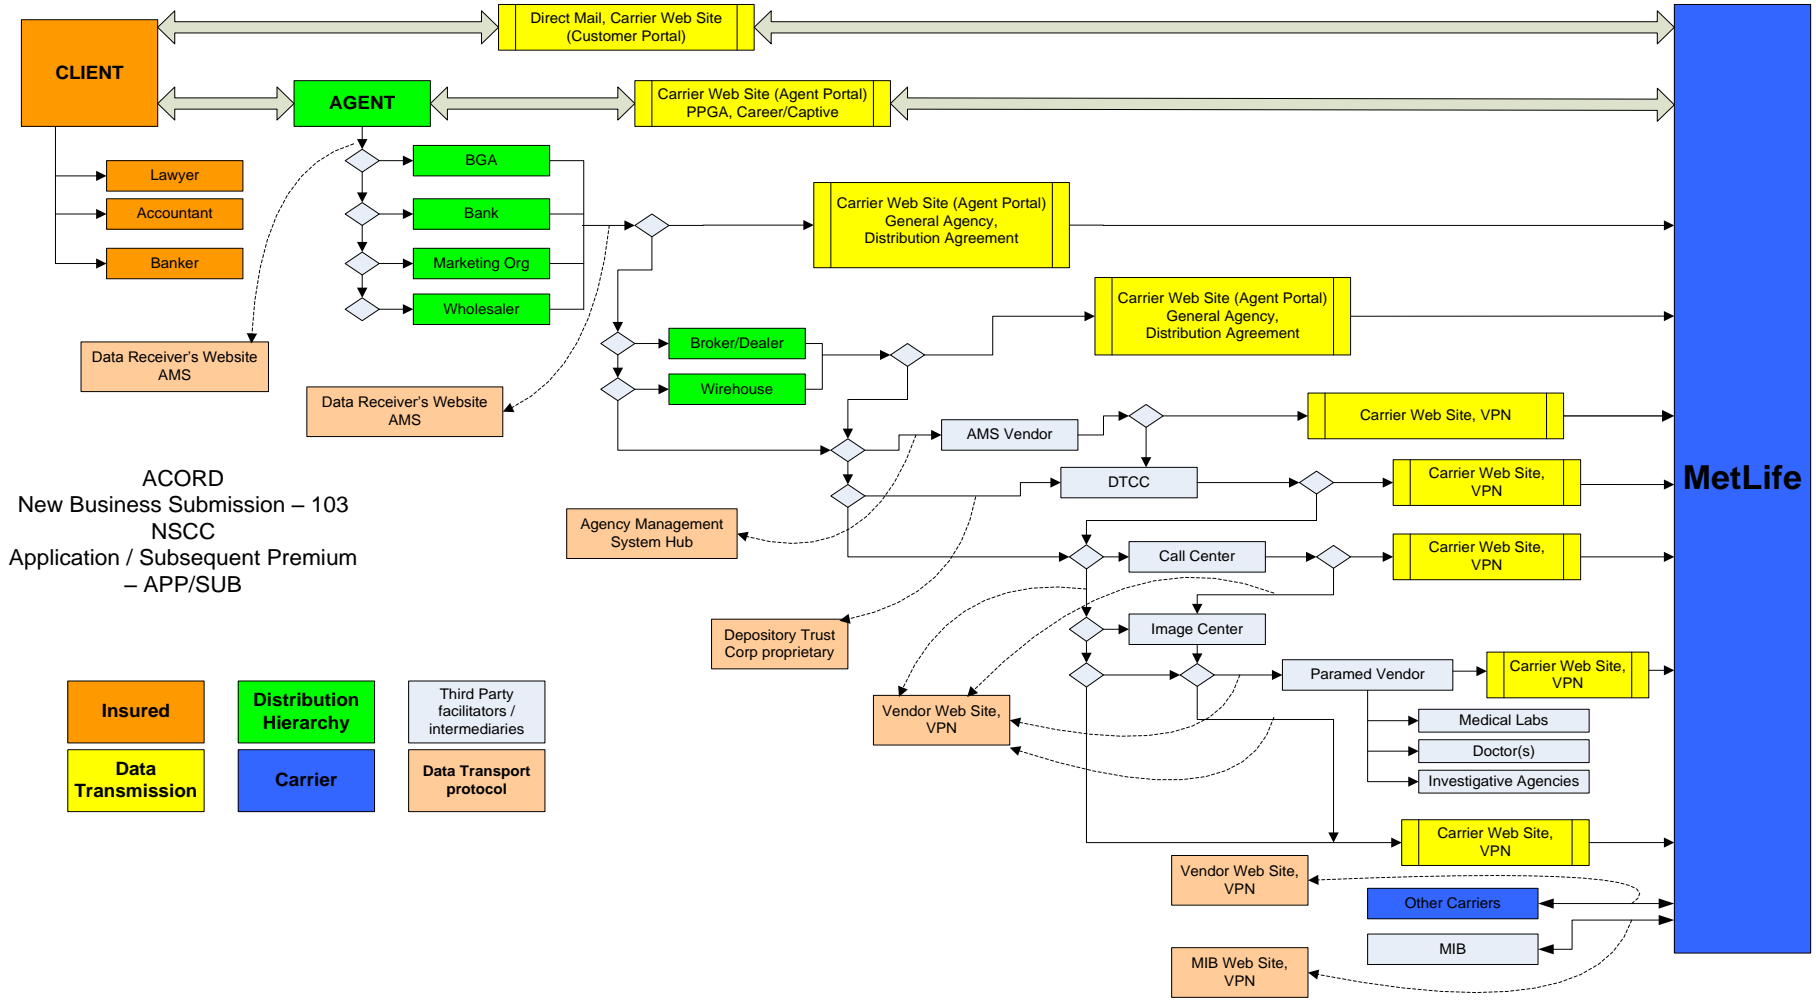 Direct Mail, Carrier Web Site
(Customer Portal)
CLIENT
AGENT
Carrier Web Site (Agent Portal)
PPGA, Career/Captive
MetLife
Lawyer
Accountant
Banker
BGA
Bank
Marketing Org
Wholesaler
Carrier Web Site (Agent Portal)
General Agency,
Distribution Agreement
Carrier Web Site (Agent Portal)
General Agency,
Distribution Agreement
Broker/Dealer
Wirehouse
Data Receiver's Website
AMS
Data Receiver's Website
AMS
AMS Vendor
Carrier Web Site, VPN
DTCC
Carrier Web Site,
VPN
ACORD
New Business Submission – 103
NSCC
Application / Subsequent Premium
– APP/SUB
Agency Management
System Hub
Call Center
Carrier Web Site,
VPN
Depository Trust
Corp proprietary
Image Center
Paramed Vendor
Carrier Web Site,
VPN
Vendor Web Site,
VPN
Medical Labs
Doctor(s)
Investigative Agencies
Insured
Distribution
Hierarchy
Third Party
facilitators /
intermediaries
Data
Transmission
Carrier
Data Transport
protocol
Carrier Web Site,
VPN
Vendor Web Site,
VPN
Other Carriers
MIB
MIB Web Site,
VPN